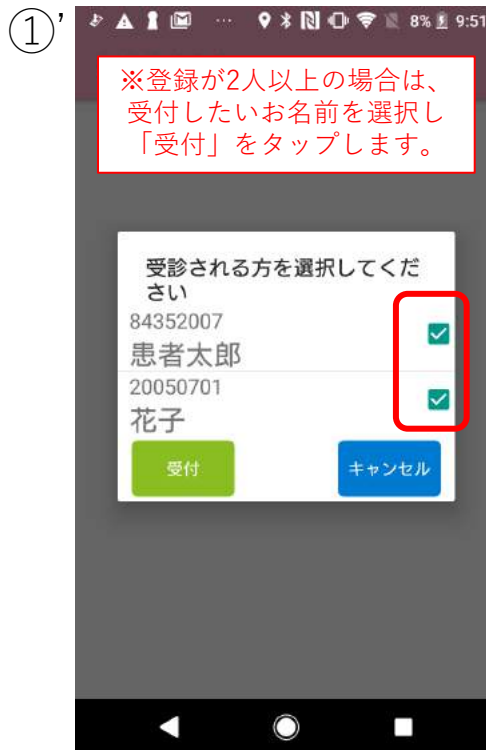 ①’
8% 9:51
※登録が2人以上の場合は、
受付したいお名前を選択し
「受付」をタップします。
受診される方を選択してくだ
さい
84352007
患者太郎
20050701
花子
受付 キャンセル